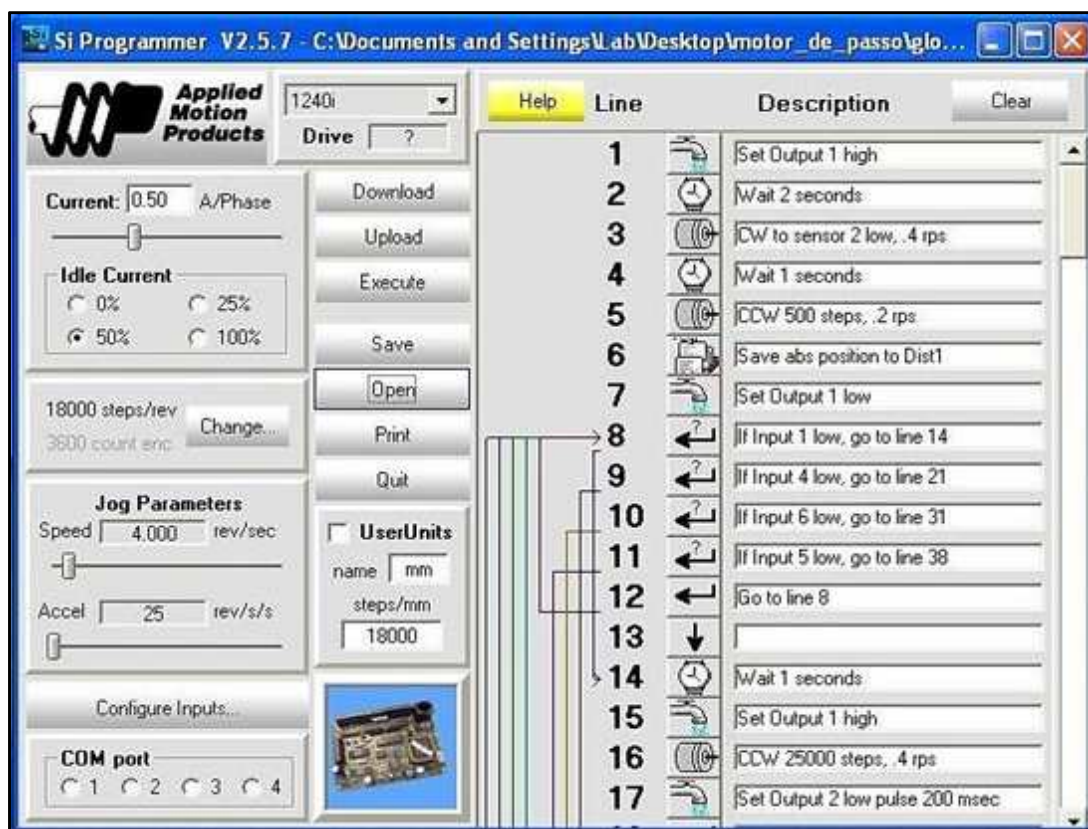 Si Programmer V2.5.7 - C:\Documents and Settings\Lab\Desktop\motor_de_passo\glo...
Applied
Motion
Products
1240i
Drive ?
Current: 0.50 A/Phase
Idle Current
0% 25%
50% 100%
18000 steps/rev
3600 count enc
Change...
Jog Parameters
Speed 4.000 rev/sec
Accel 25 rev/s/s
Configure Inputs...
COM port
1 2 3 4
Download
Upload
Execute
Save
Open
Print
Quit
UserUnits
name mm
steps/mm
18000
Help Line Description Clear
1 Set Output 1 high
2 Wait 2 seconds
3 CW to sensor 2 low, .4 rps
4 Wait 1 seconds
5 CCW 500 steps, .2 rps
6 Save abs position to Dist1
7 Set Output 1 low
8 If Input 1 low, go to line 14
9 If Input 4 low, go to line 21
10 If Input 6 low, go to line 31
11 If Input 5 low, go to line 38
12 Go to line 8
13
14 Wait 1 seconds
15 Set Output 1 high
16 CCW 25000 steps, .4 rps
17 Set Output 2 low pulse 200 msec